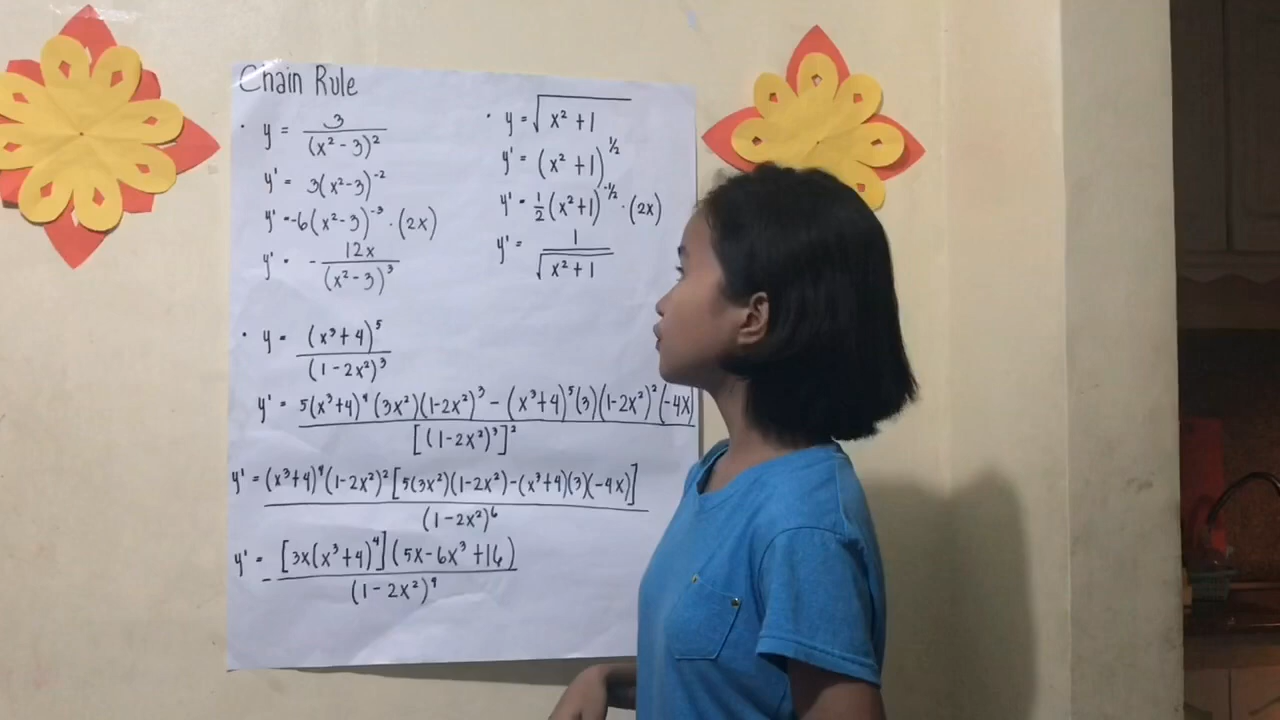 Chain Rule
• y = 3/(x² - 3)²
y' = 3(x² - 3)⁻²
y' = -6(x² - 3)⁻³ · (2x)
y' = - 12x/(x² - 3)³
• y = √(x² + 1)
y' = (x² + 1)^½
y' = ½(x² + 1)^-½ · (2x)
y' = 1/√(x² + 1)
• y = (x³ + 4)⁵/(1 - 2x²)³
y' = 5(x³ + 4)⁴ (3x²)(1 - 2x²)³ - (x³ + 4)⁵(3)(1 - 2x²)²(-4x)/[(1 - 2x²)³]²
y' = (x³ + 4)⁴(1 - 2x²)²[5(3x²)(1 - 2x²) - (x³ + 4)(3)(-4x)]/(1 - 2x²)⁶
y' = - [3x(x³ + 4)⁴](5x - 6x³ + 16)/(1 - 2x²)⁴